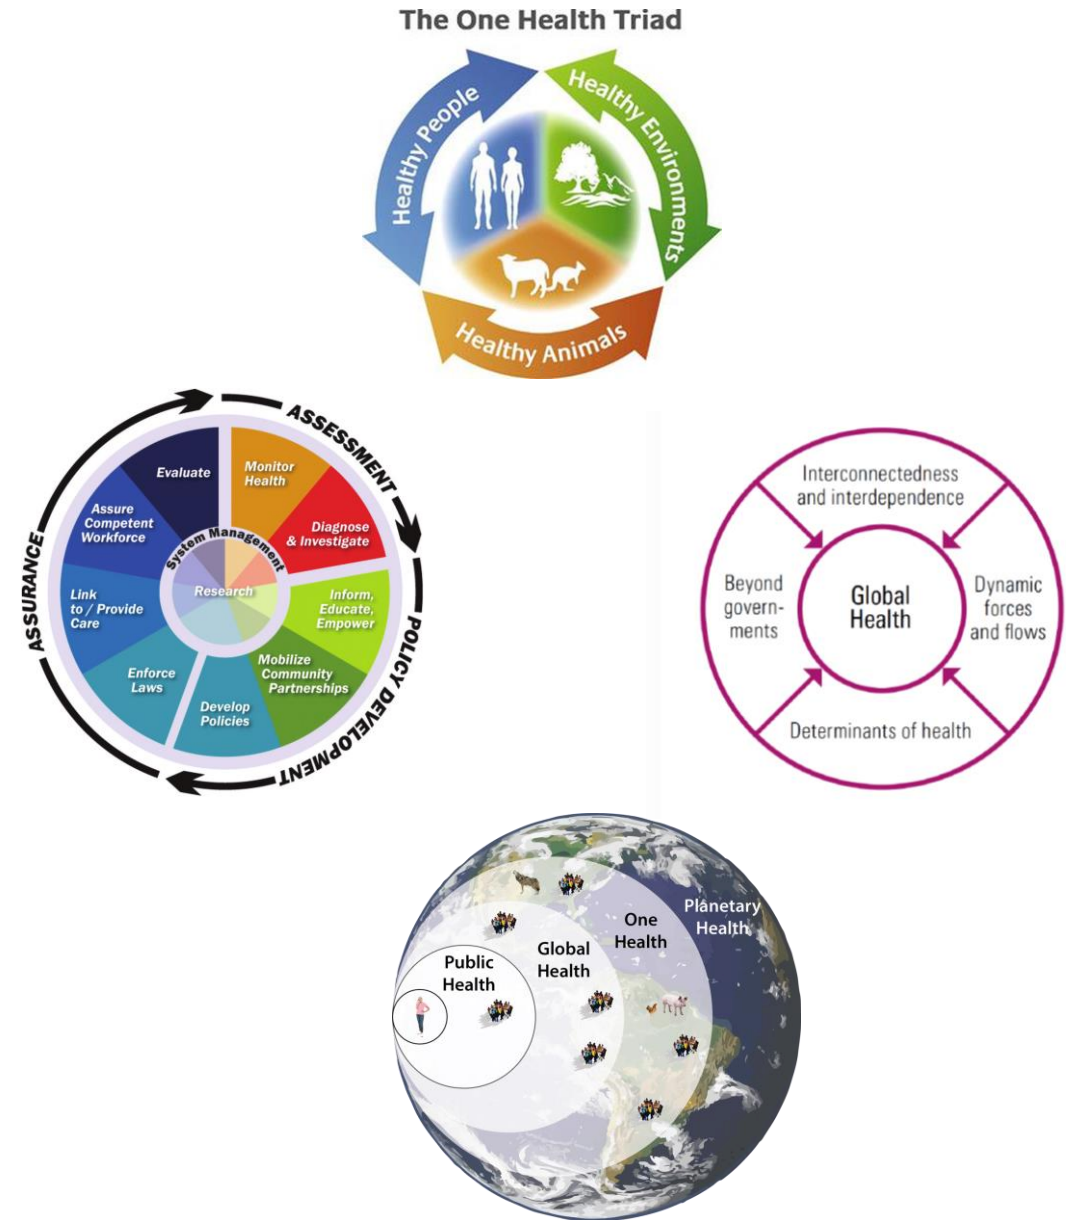 The One Health Triad
Healthy People
Healthy Environments
Healthy Animals
ASSESSMENT
POLICY DEVELOPMENT
ASSURANCE
Evaluate
Monitor
Health
Assure
Competent
Workforce
Diagnose
& Investigate
System Management
Research
Link
to / Provide
Care
Inform,
Educate,
Empower
Enforce
Laws
Mobilize
Community
Partnerships
Develop
Policies
Interconnectedness
and interdependence
Beyond
govern-
ments
Global
Health
Dynamic
forces
and flows
Determinants of health
Public
Health
Global
Health
One
Health
Planetary
Health